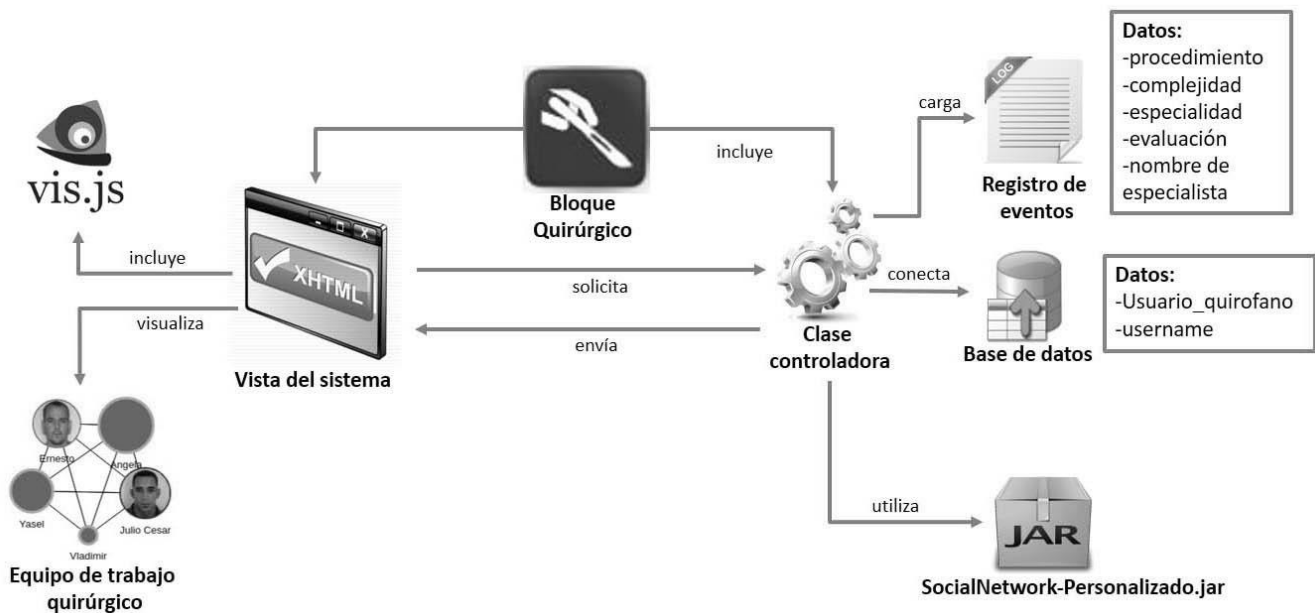 Datos:
-procedimiento
-complejidad
-especialidad
-evaluación
-nombre de
especialista
LOG
carga
Registro de
eventos
incluye
Bloque
Quirúrgico
vis.js
incluye
visualiza
- □ X
XHTML
Vista del sistema
solicita
envía
Clase
controladora
conecta
Base de datos
Datos:
-Usuario_quirofano
-username
Ernesto
Angela
Yasel
Julio Cesar
Vladimir
Equipo de trabajo
quirúrgico
utiliza
JAR
SocialNetwork-Personalizado.jar